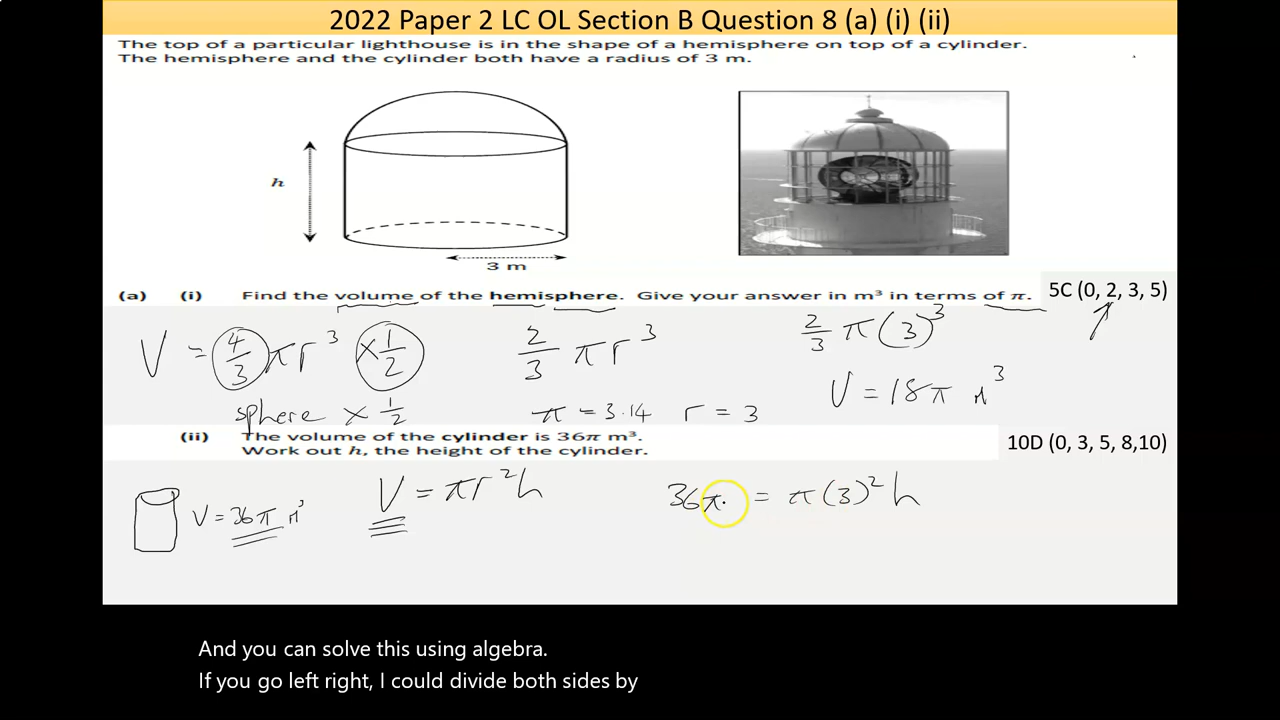 2022 Paper 2 LC OL Section B Question 8 (a) (i) (ii)
The top of a particular lighthouse is in the shape of a hemisphere on top of a cylinder.
The hemisphere and the cylinder both have a radius of 3 m.
h
3 m
(a) (i) Find the volume of the hemisphere. Give your answer in m³ in terms of π. 5C (0, 2, 3, 5)
V = 4/3 πr³ × 1/2
2/3 πr³
2/3 π(3)³
sphere × 1/2
π = 3.14 r = 3
V = 18π m³
(ii) The volume of the cylinder is 36π m³.
Work out h, the height of the cylinder.
10D (0, 3, 5, 8,10)
V = 36π m³
V = πr²h
36π = π(3)²h
And you can solve this using algebra.
If you go left right, I could divide both sides by